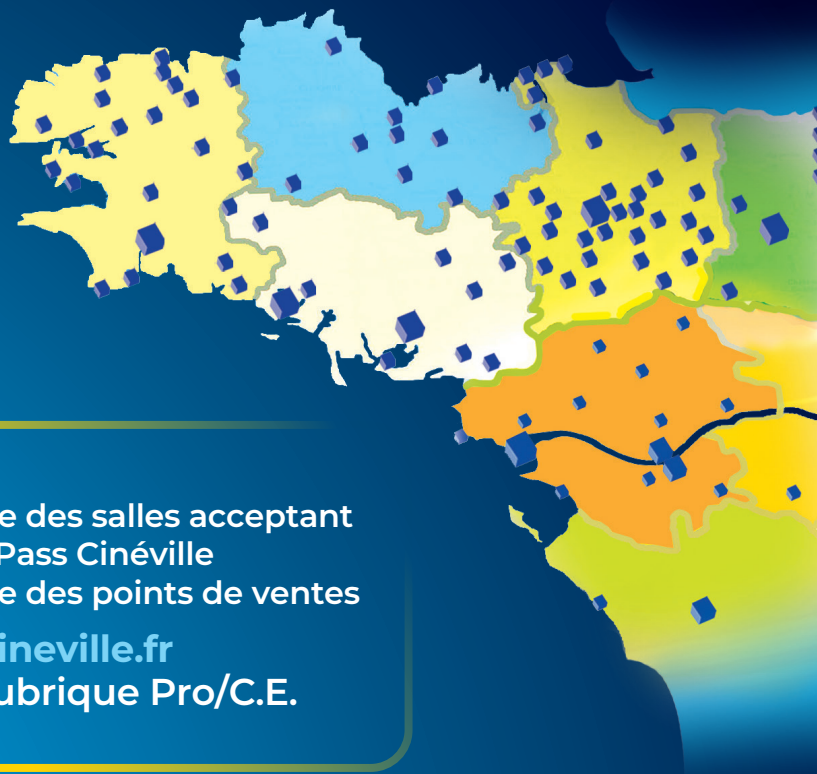 e des salles acceptant
Pass Cinéville
e des points de ventes
ineville.fr
ubrique Pro/C.E.